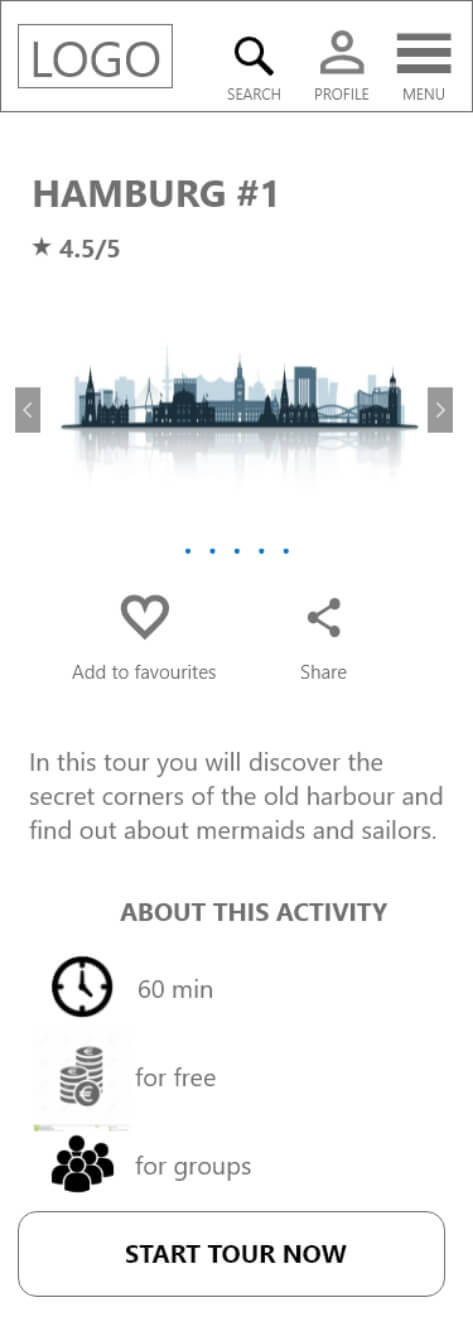 LOGO
SEARCH
PROFILE
MENU
HAMBURG #1
★ 4.5/5
Add to favourites
Share
In this tour you will discover the
secret corners of the old harbour and
find out about mermaids and sailors.
ABOUT THIS ACTIVITY
60 min
for free
for groups
START TOUR NOW